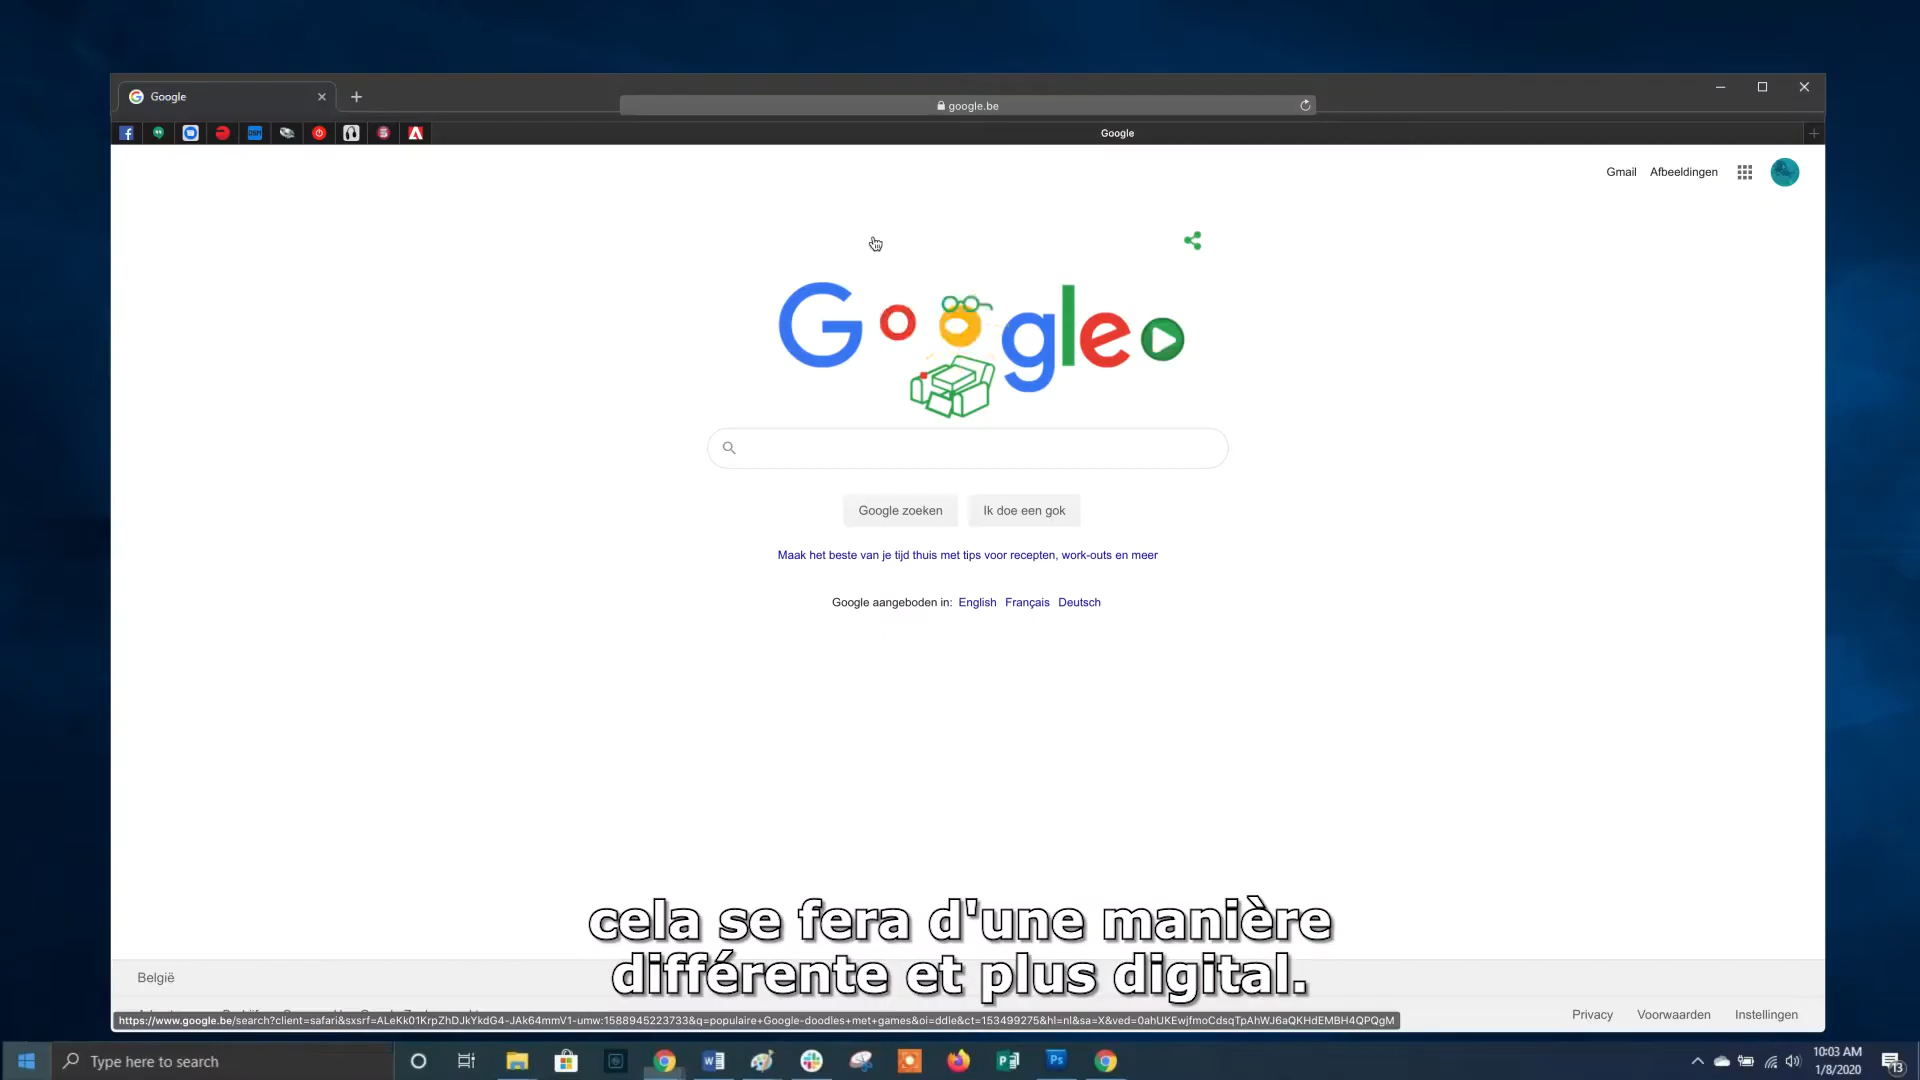 Google
google.be
Google
Gmail Afbeeldingen
Google
Google zoeken Ik doe een gok
Maak het beste van je tijd thuis met tips voor recepten, work-outs en meer
Google aangeboden in: English Français Deutsch
cela se fera d'une manière
différente et plus digital.
België
Privacy Voorwaarden Instellingen
https://www.google.be/search?client=safari&sxsrf=ALeKk01KrpZhDJkYkdG4-JAk64mmV1-umw:1588945223733&q=populaire+Google-doodles+met+games&oi=ddle&ct=153499275&hl=nl&sa=X&ved=0ahUKEwjfmoCdsqTpAhWJ6aQKHdEMBH4QPQgM
Type here to search
10:03 AM
1/8/2020
13